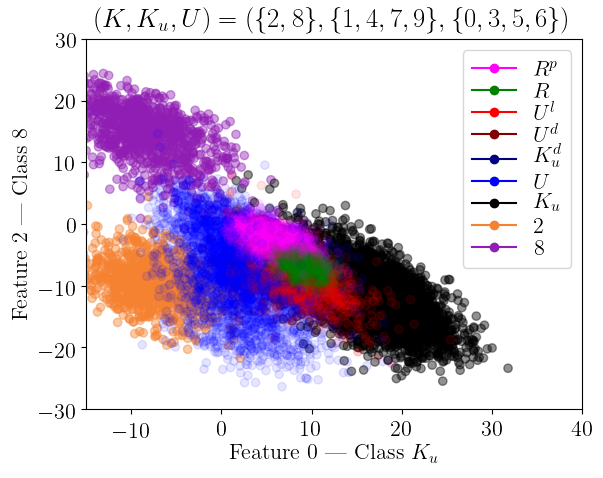 (K, K_u, U) = ({2, 8}, {1, 4, 7, 9}, {0, 3, 5, 6})
30
20
10
0
−10
−20
−30
Feature 2 — Class 8
R^p
R
U^l
U^d
K_u^d
U
K_u
2
8
−10
0
10
20
30
40
Feature 0 — Class K_u